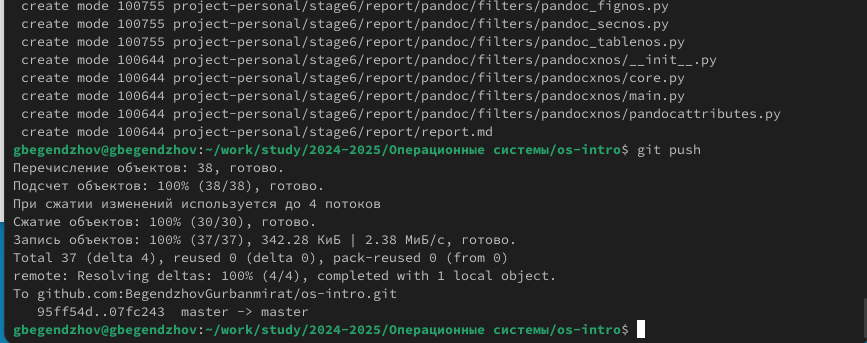 create mode 100755 project-personal/stage6/report/pandoc/filters/pandoc_fignos.py
create mode 100755 project-personal/stage6/report/pandoc/filters/pandoc_secnos.py
create mode 100755 project-personal/stage6/report/pandoc/filters/pandoc_tablenos.py
create mode 100644 project-personal/stage6/report/pandoc/filters/pandocxnos/__init__.py
create mode 100644 project-personal/stage6/report/pandoc/filters/pandocxnos/core.py
create mode 100644 project-personal/stage6/report/pandoc/filters/pandocxnos/main.py
create mode 100644 project-personal/stage6/report/pandoc/filters/pandocxnos/pandocattributes.py
create mode 100644 project-personal/stage6/report/report.md
gbegendzhov@gbegendzhov:~/work/study/2024-2025/Операционные системы/os-intro$ git push
Перечисление объектов: 38, готово.
Подсчет объектов: 100% (38/38), готово.
При сжатии изменений используется до 4 потоков
Сжатие объектов: 100% (30/30), готово.
Запись объектов: 100% (37/37), 342.28 КиБ | 2.38 МиБ/с, готово.
Total 37 (delta 4), reused 0 (delta 0), pack-reused 0 (from 0)
remote: Resolving deltas: 100% (4/4), completed with 1 local object.
To github.com:BegendzhovGurbanmirat/os-intro.git
95ff54d..07fc243  master -> master
gbegendzhov@gbegendzhov:~/work/study/2024-2025/Операционные системы/os-intro$